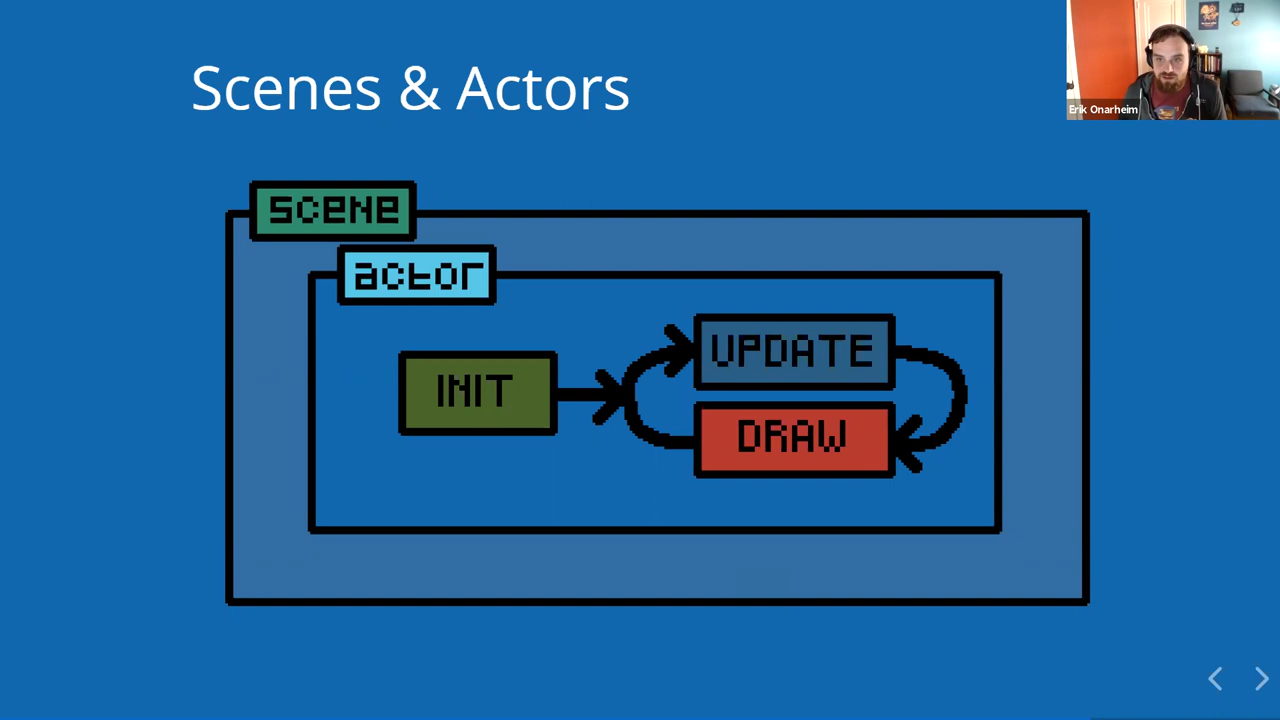 Scenes & Actors
Erik Onarheim
scene
actor
INIT
UPDATE
DRAW